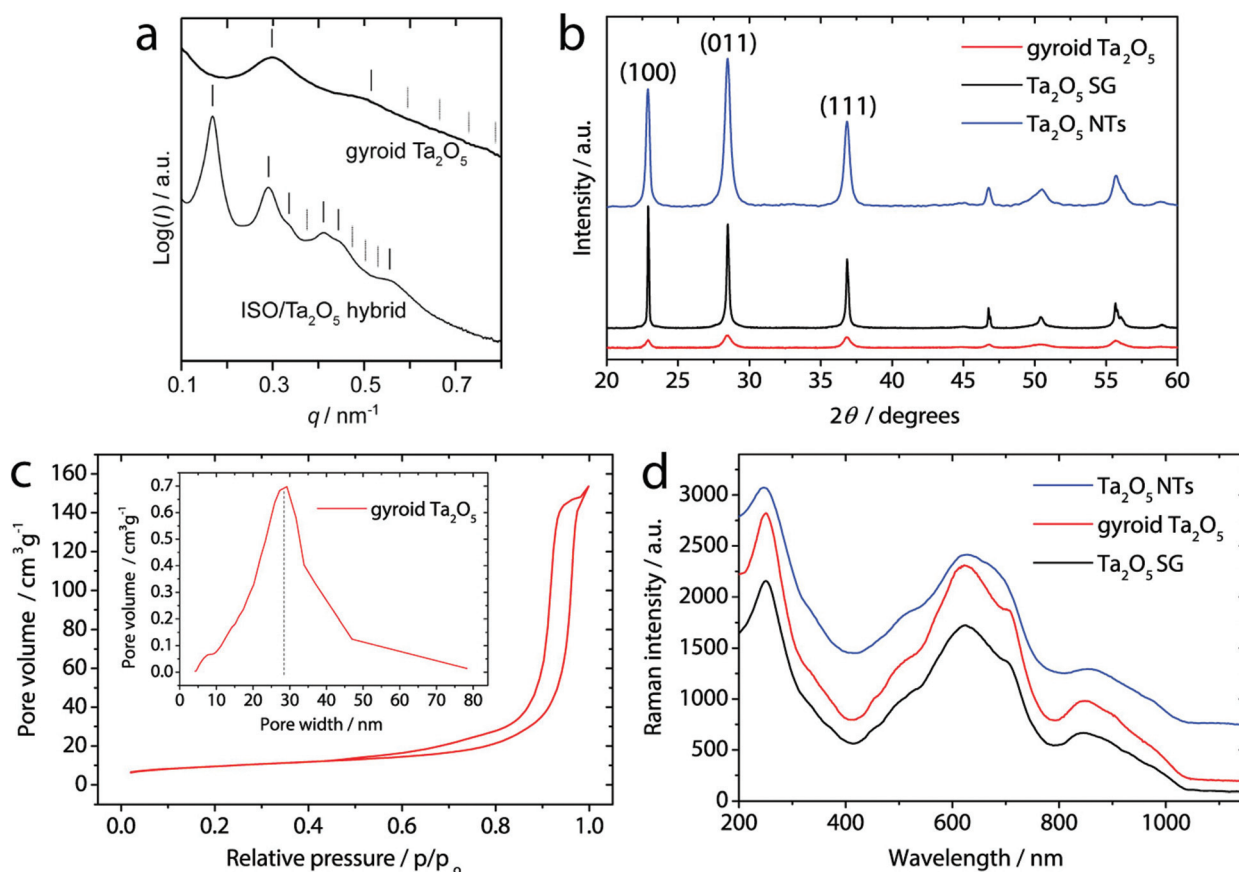 a
Log(I) / a.u.
gyroid Ta₂O₅
ISO/Ta₂O₅ hybrid
0.1 0.3 0.5 0.7
q / nm⁻¹
b
Intensity / a.u.
(100)
(011)
(111)
gyroid Ta₂O₅
Ta₂O₅ SG
Ta₂O₅ NTs
20 25 30 35 40 45 50 55 60
2θ / degrees
c
Pore volume / cm³g⁻¹
160
140
120
100
80
60
40
20
0
Pore volume / cm³g⁻¹
0.7
0.6
0.5
0.4
0.3
0.2
0.1
0.0
gyroid Ta₂O₅
0 10 20 30 40 50 60 70 80
Pore width / nm
0.0 0.2 0.4 0.6 0.8 1.0
Relative pressure / p/p₀
d
Raman intensity / a.u.
3000
2500
2000
1500
1000
500
0
Ta₂O₅ NTs
gyroid Ta₂O₅
Ta₂O₅ SG
200 400 600 800 1000
Wavelength / nm